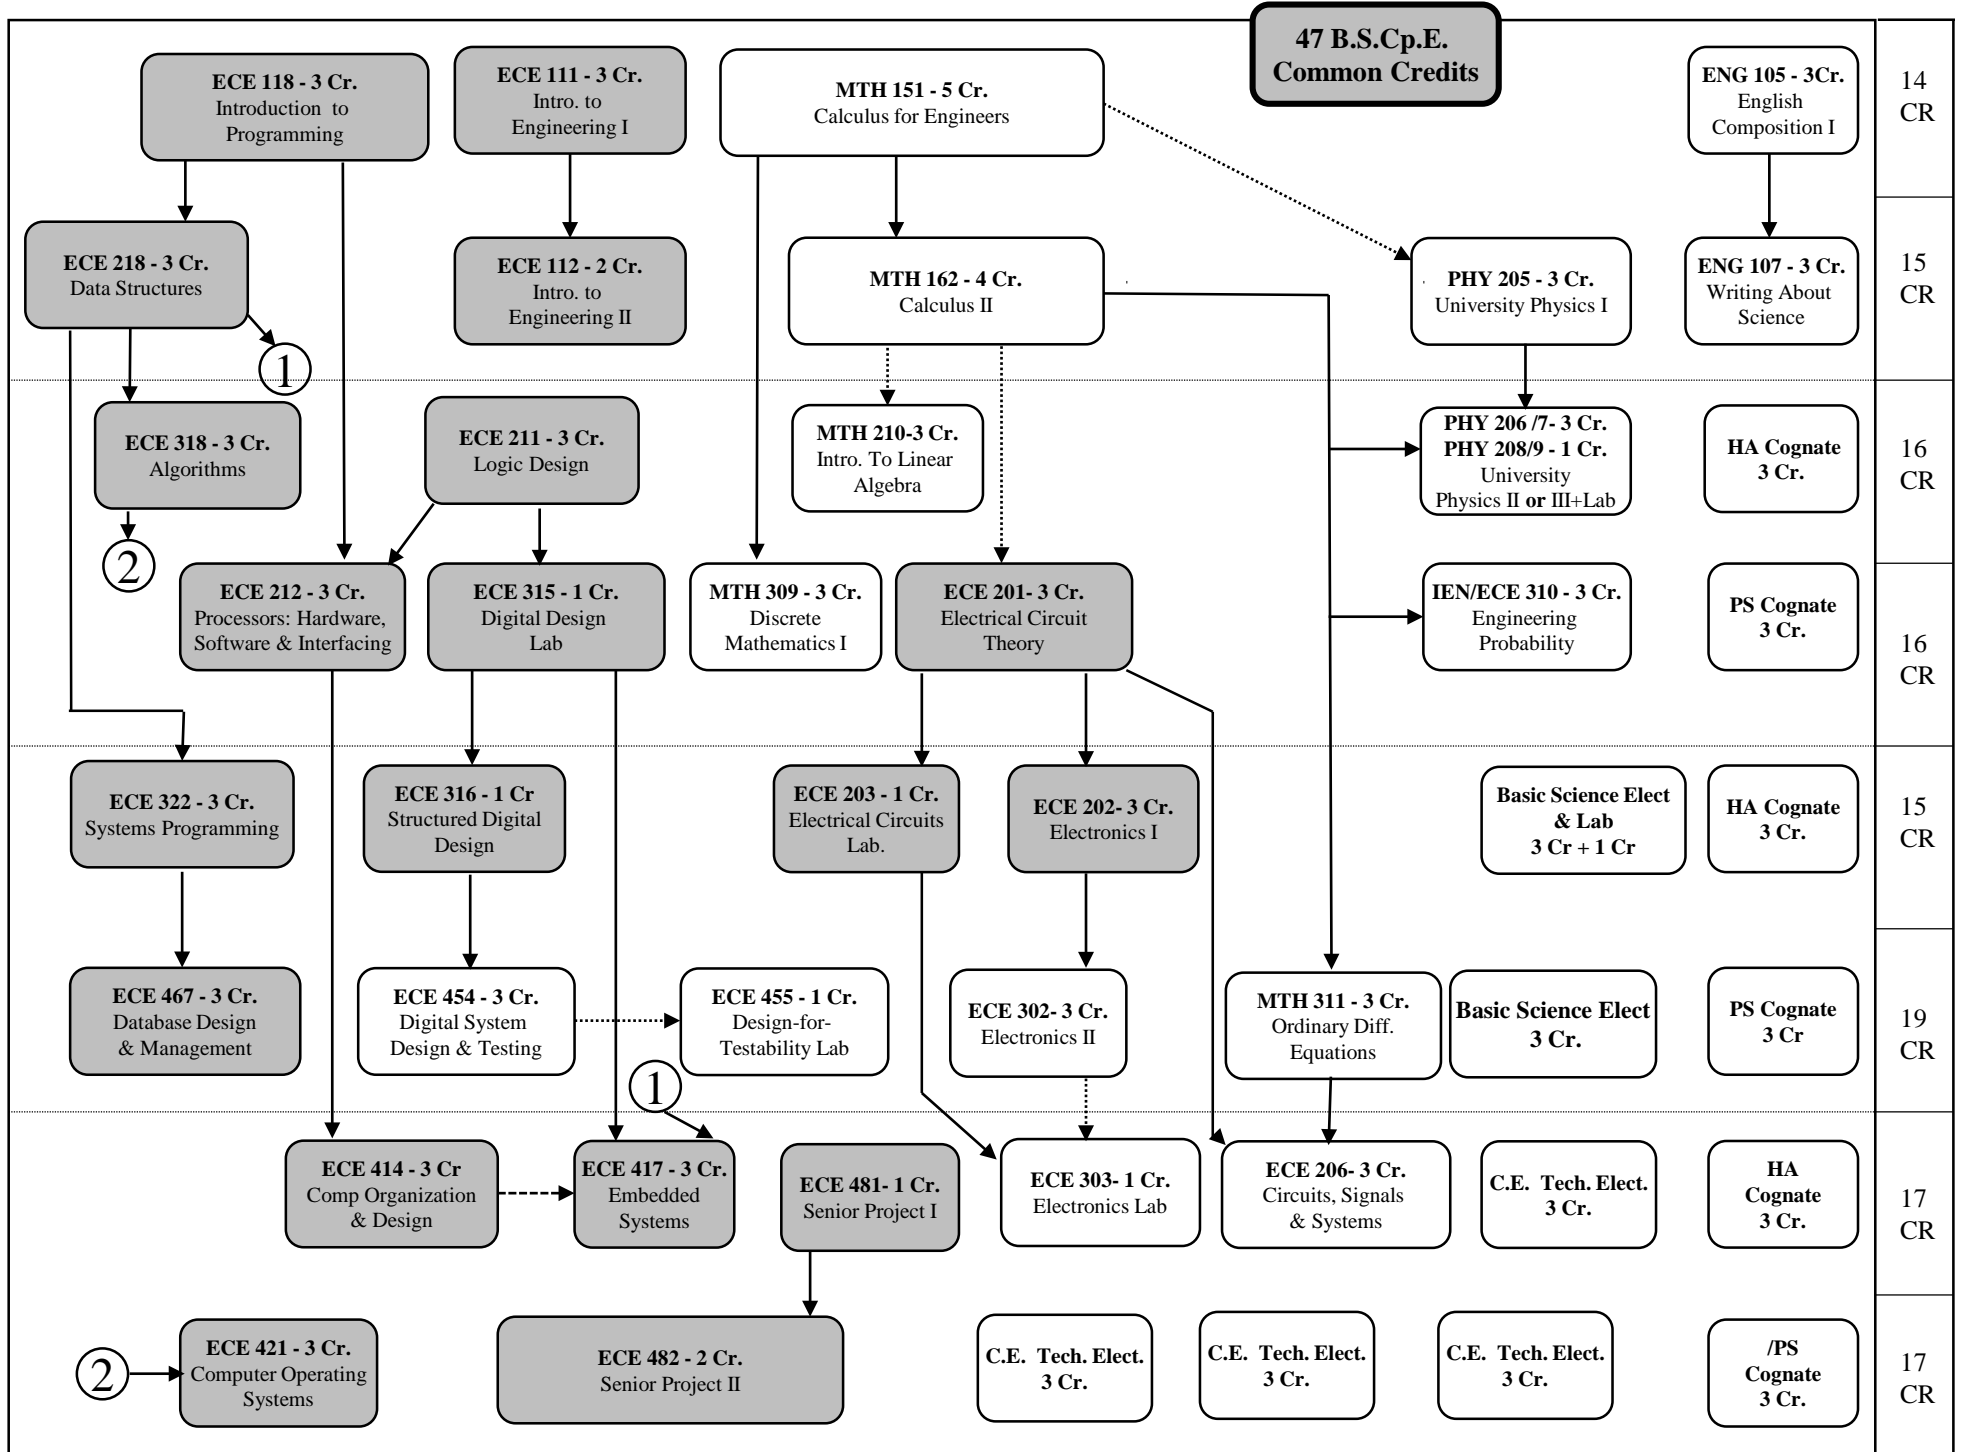 47 B.S.Cp.E.
Common Credits
ECE 118 - 3 Cr.
Introduction to
Programming
ECE 111 - 3 Cr.
Intro. to
Engineering I
MTH 151 - 5 Cr.
Calculus for Engineers
ENG 105 - 3Cr.
English
Composition I
14
CR
ECE 218 - 3 Cr.
Data Structures
ECE 112 - 2 Cr.
Intro. to
Engineering II
MTH 162 - 4 Cr.
Calculus II
PHY 205 - 3 Cr.
University Physics I
ENG 107 - 3 Cr.
Writing About
Science
15
CR
1
ECE 318 - 3 Cr.
Algorithms
ECE 211 - 3 Cr.
Logic Design
MTH 210-3 Cr.
Intro. To Linear
Algebra
PHY 206 /7- 3 Cr.
PHY 208/9 - 1 Cr.
University
Physics II or III+Lab
HA Cognate
3 Cr.
16
CR
2
ECE 212 - 3 Cr.
Processors: Hardware,
Software & Interfacing
ECE 315 - 1 Cr.
Digital Design
Lab
MTH 309 - 3 Cr.
Discrete
Mathematics I
ECE 201- 3 Cr.
Electrical Circuit
Theory
IEN/ECE 310 - 3 Cr.
Engineering
Probability
PS Cognate
3 Cr.
16
CR
ECE 322 - 3 Cr.
Systems Programming
ECE 316 - 1 Cr
Structured Digital
Design
ECE 203 - 1 Cr.
Electrical Circuits
Lab.
ECE 202- 3 Cr.
Electronics I
Basic Science Elect
& Lab
3 Cr + 1 Cr
HA Cognate
3 Cr.
15
CR
ECE 467 - 3 Cr.
Database Design
& Management
ECE 454 - 3 Cr.
Digital System
Design & Testing
ECE 455 - 1 Cr.
Design-for-
Testability Lab
ECE 302- 3 Cr.
Electronics II
MTH 311 - 3 Cr.
Ordinary Diff.
Equations
Basic Science Elect
3 Cr.
PS Cognate
3 Cr
19
CR
1
ECE 414 - 3 Cr
Comp Organization
& Design
ECE 417 - 3 Cr.
Embedded
Systems
ECE 481- 1 Cr.
Senior Project I
ECE 303- 1 Cr.
Electronics Lab
ECE 206- 3 Cr.
Circuits, Signals
& Systems
C.E. Tech. Elect.
3 Cr.
HA
Cognate
3 Cr.
17
CR
2
ECE 421 - 3 Cr.
Computer Operating
Systems
ECE 482 - 2 Cr.
Senior Project II
C.E. Tech. Elect.
3 Cr.
C.E. Tech. Elect.
3 Cr.
C.E. Tech. Elect.
3 Cr.
/PS
Cognate
3 Cr.
17
CR